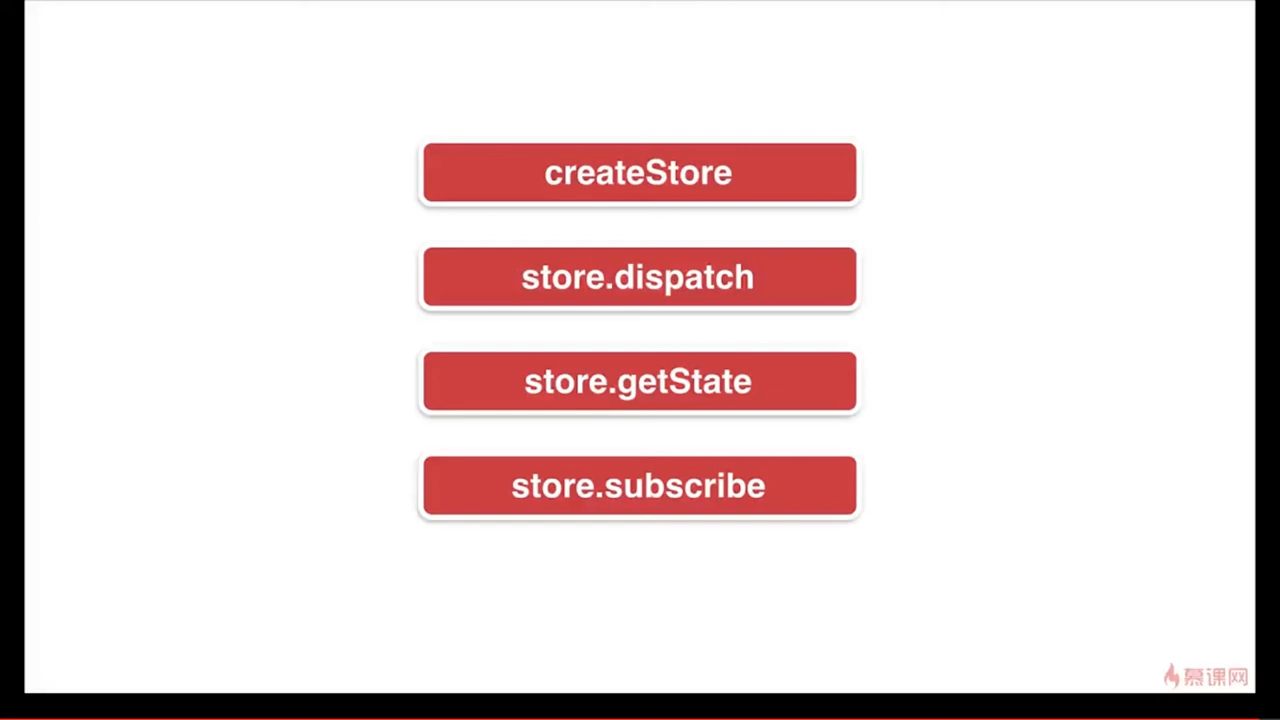 createStore
store.dispatch
store.getState
store.subscribe
慕课网